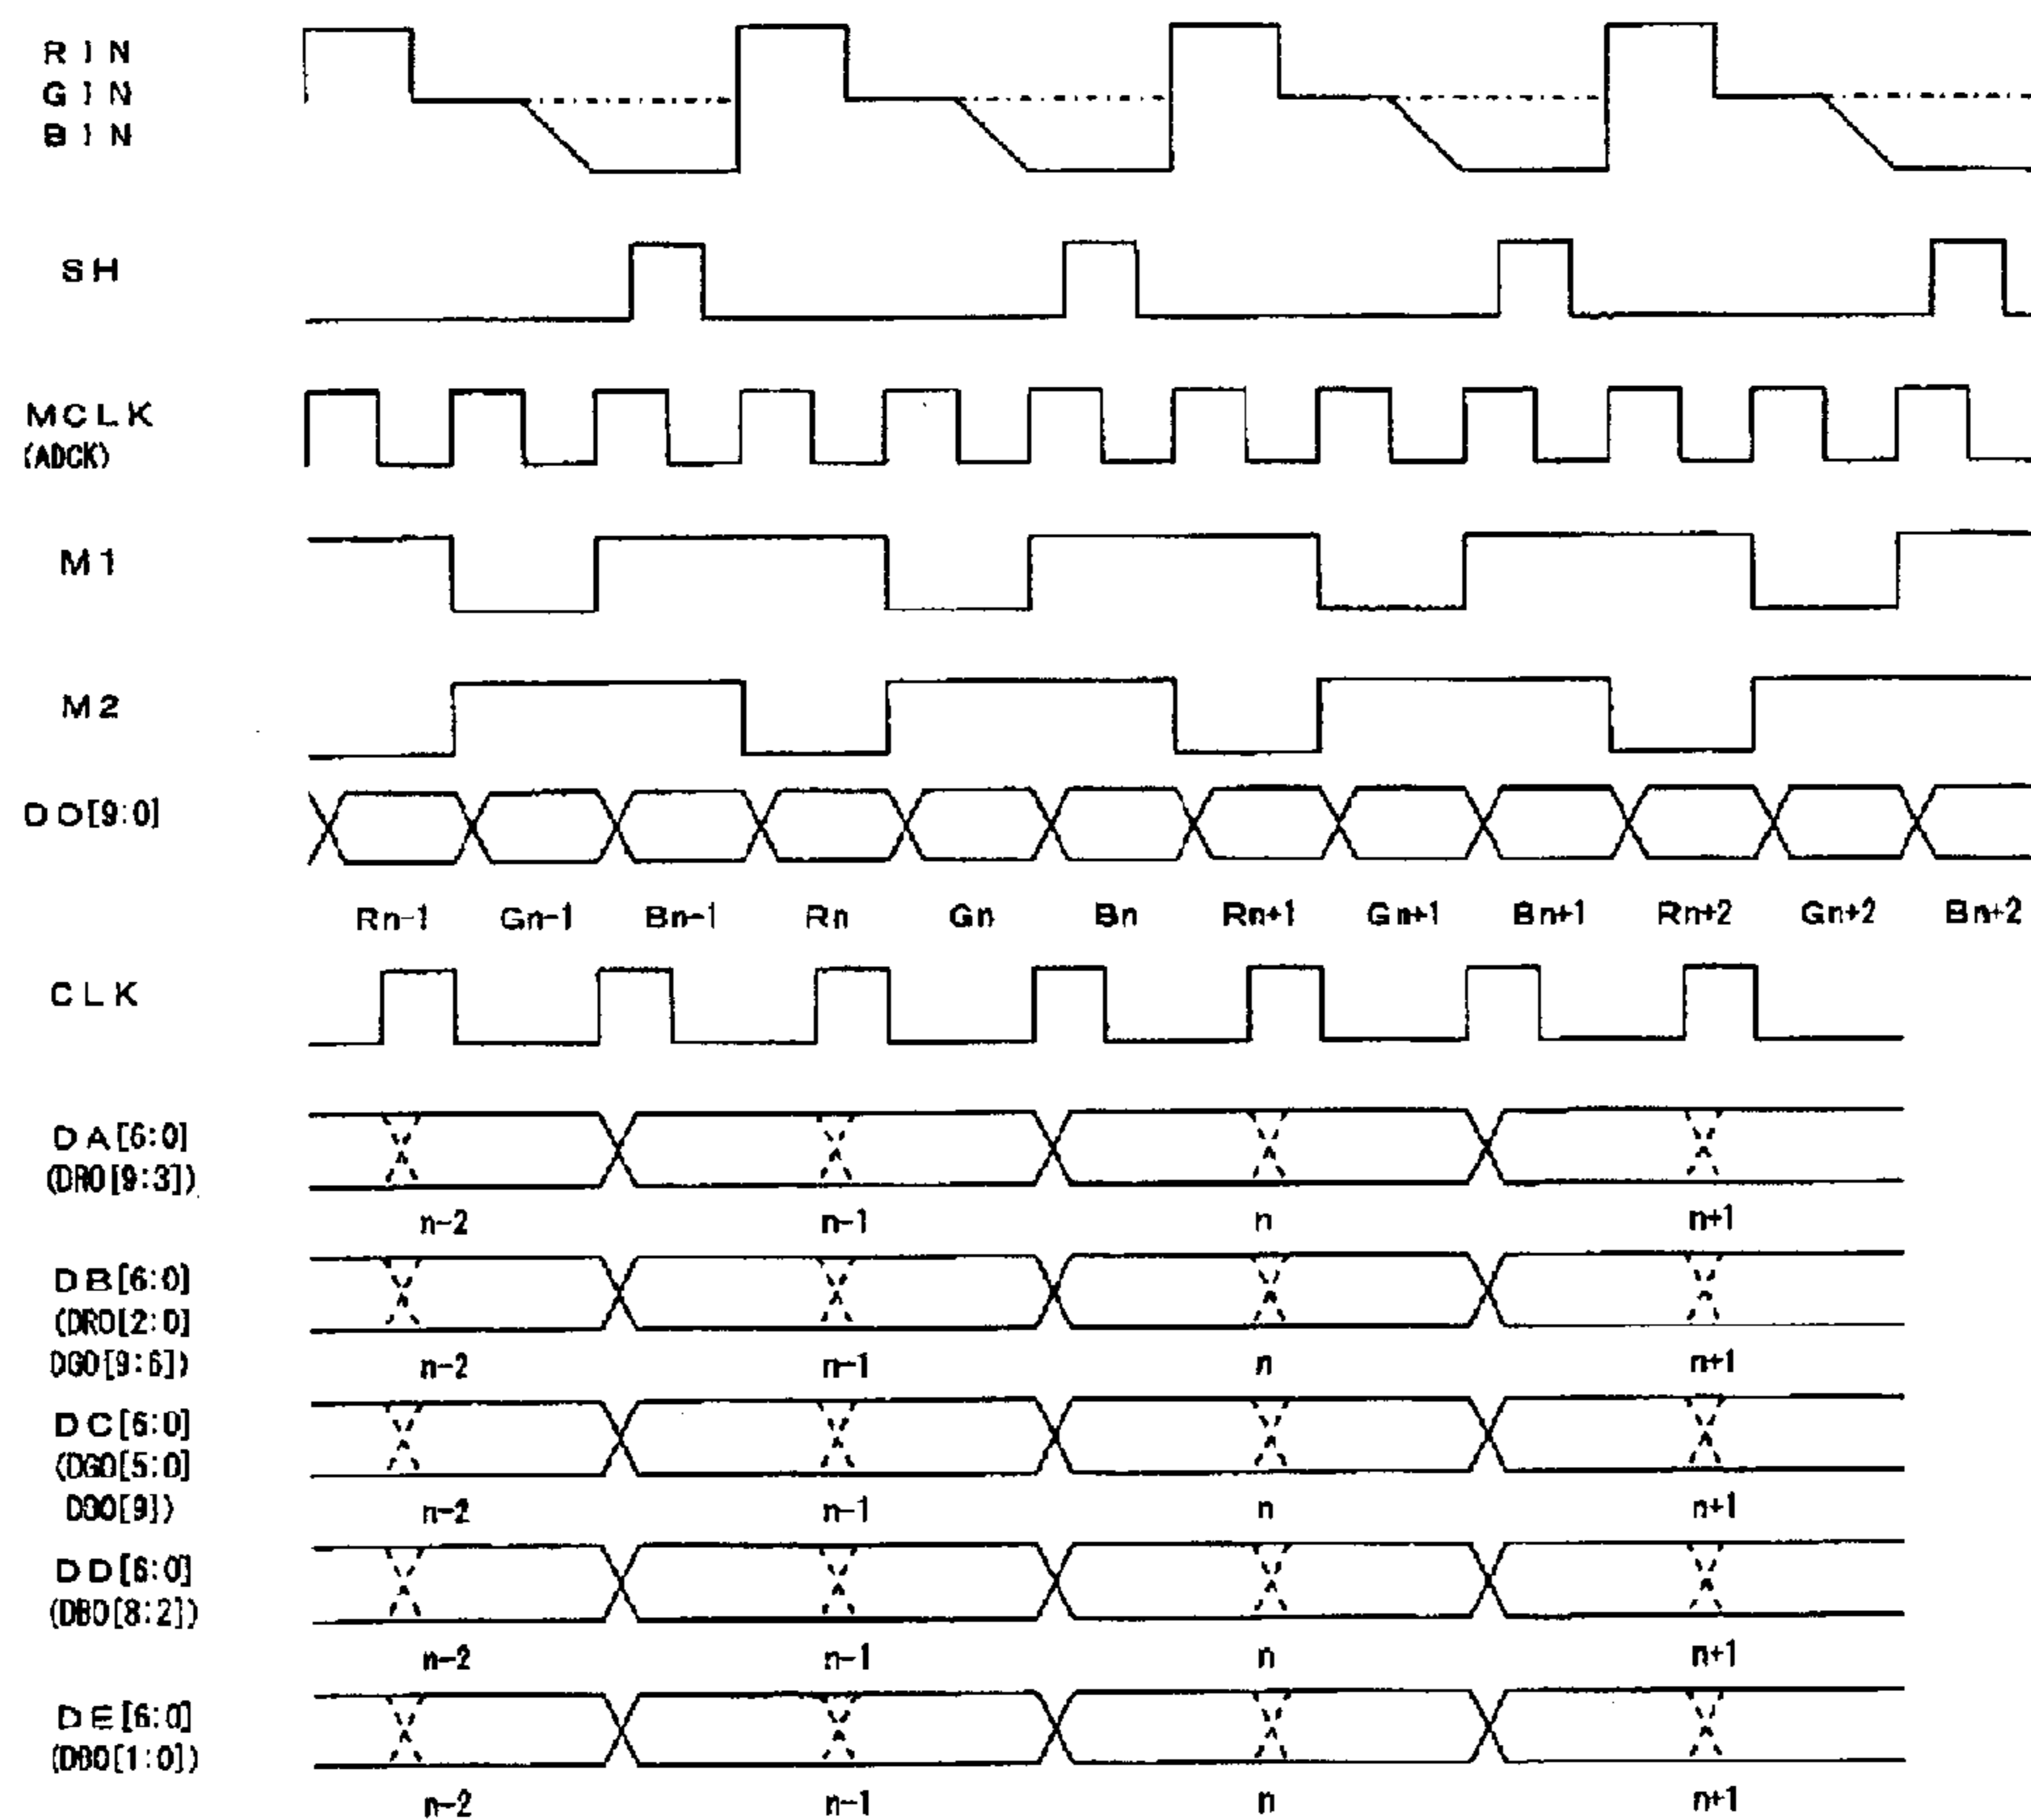 RIN
GIN
BIN
SH
MCLK
(ADCK)
M1
M2
DO[9:0]
Rn-1 Gn-1 Bn-1 Rn Gn Bn Rn+1 Gn+1 Bn+1 Rn+2 Gn+2 Bn+2
CLK
DA[6:0]
(DRO[9:3])
n-2 n-1 n n+1
DB[6:0]
(DRO[2:0]
DGO[9:6])
n-2 n-1 n n+1
DC[6:0]
(DGO[5:0]
DBO[9])
n-2 n-1 n n+1
DD[6:0]
(DBO[8:2])
n-2 n-1 n n+1
DE[6:0]
(DBO[1:0])
n-2 n-1 n n+1